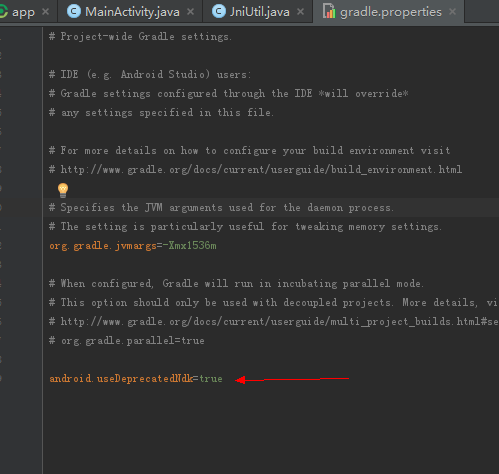 app MainActivity.java JniUtil.java gradle.properties
# Project-wide Gradle settings.
# IDE (e.g. Android Studio) users:
# Gradle settings configured through the IDE *will override*
# any settings specified in this file.
# For more details on how to configure your build environment visit
# http://www.gradle.org/docs/current/userguide/build_environment.html
# Specifies the JVM arguments used for the daemon process.
# The setting is particularly useful for tweaking memory settings.
org.gradle.jvmargs=-Xmx1536m
# When configured, Gradle will run in incubating parallel mode.
# This option should only be used with decoupled projects. More details, vi
# http://www.gradle.org/docs/current/userguide/multi_project_builds.html#se
# org.gradle.parallel=true
android.useDeprecatedNdk=true